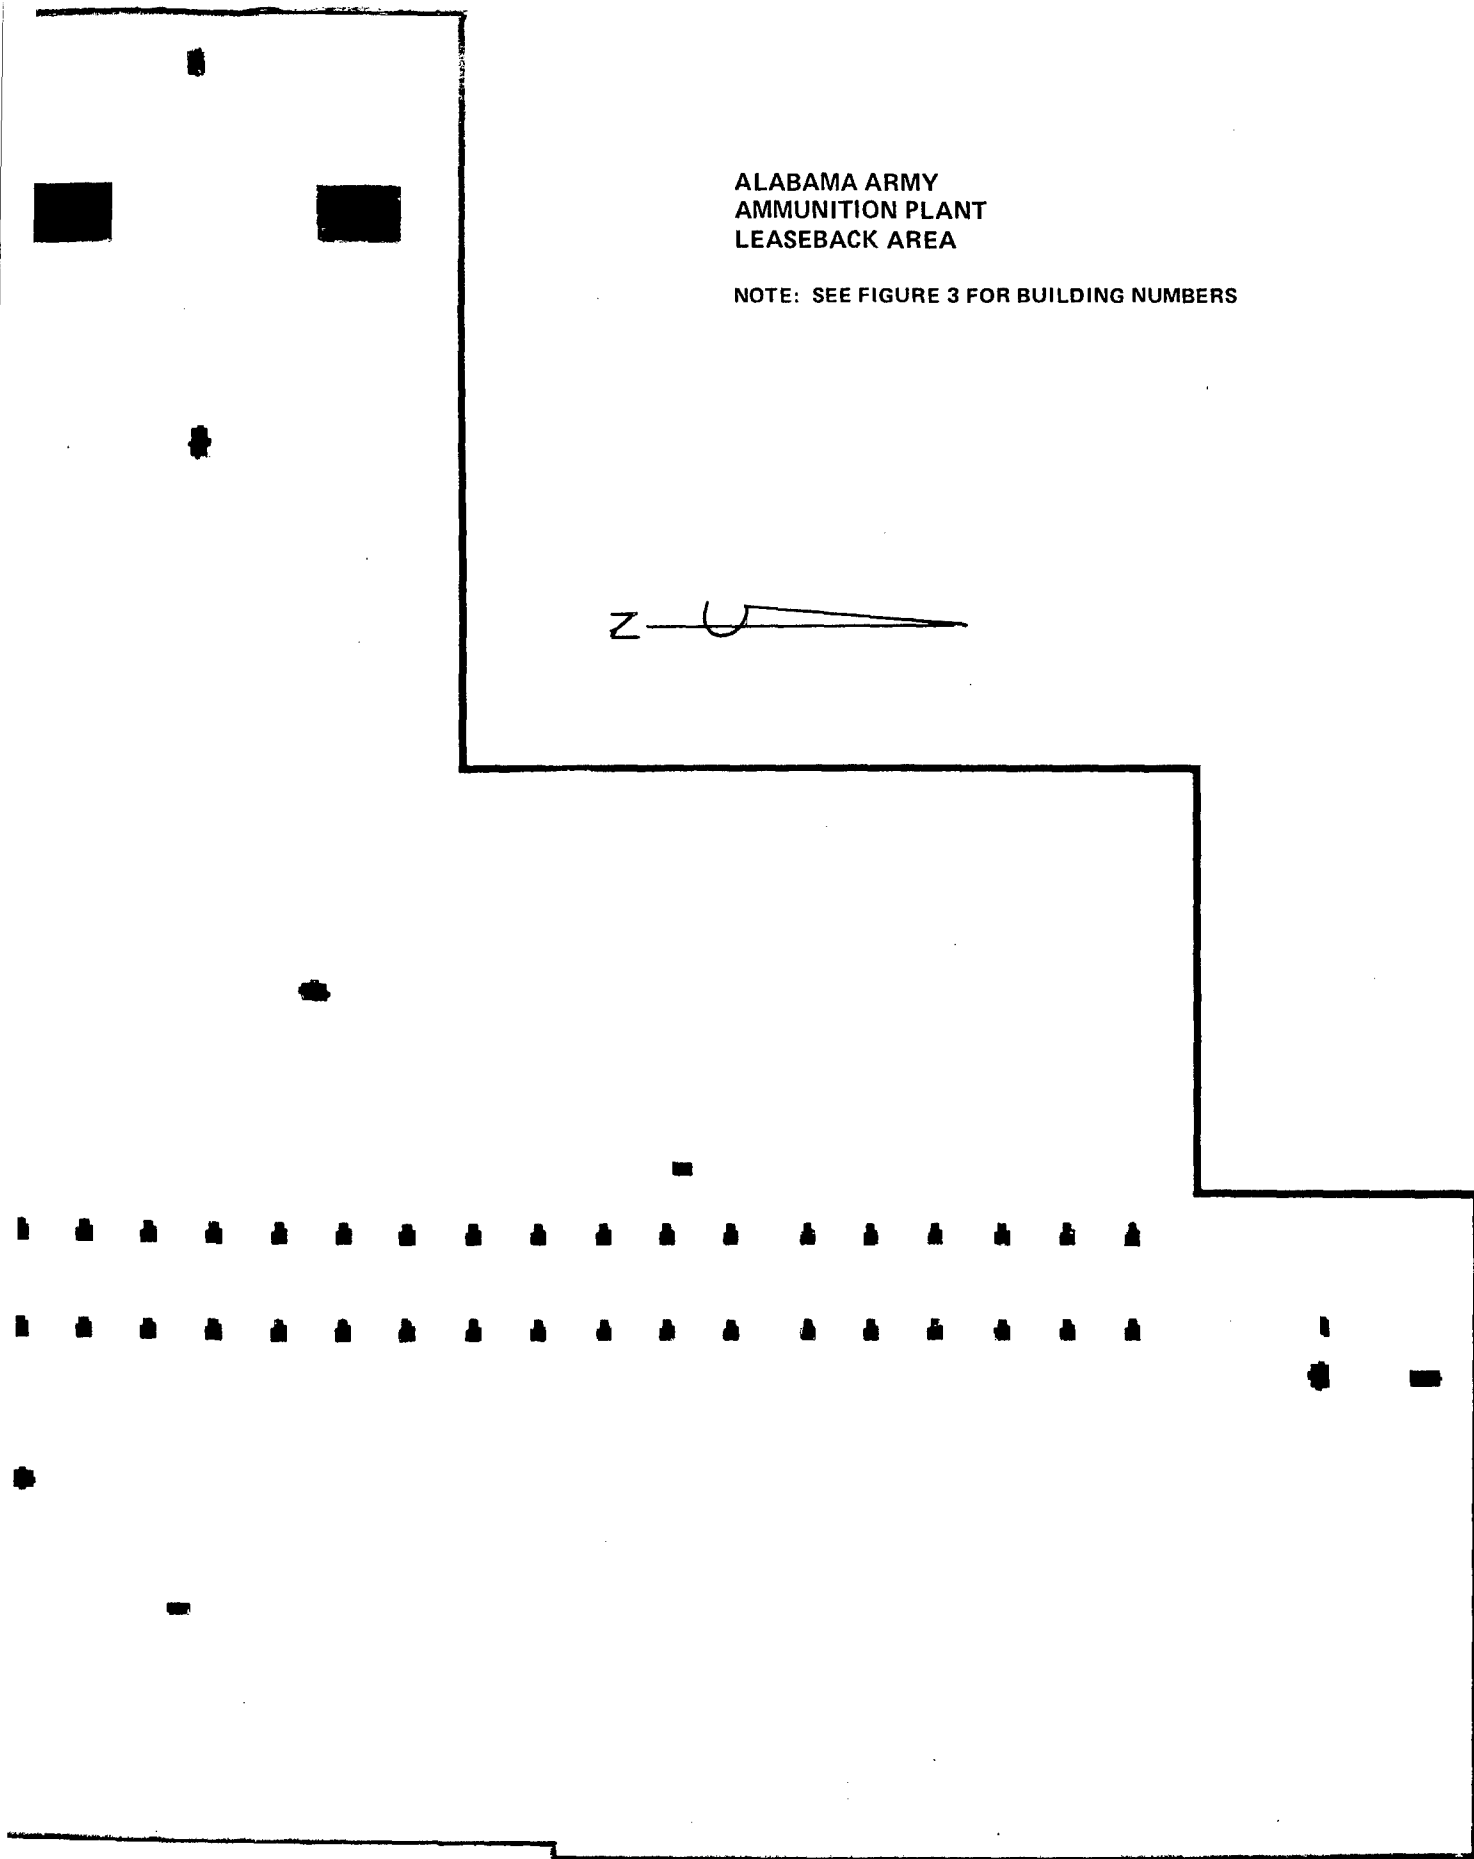 ALABAMA ARMY
AMMUNITION PLANT
LEASEBACK AREA
NOTE: SEE FIGURE 3 FOR BUILDING NUMBERS
N